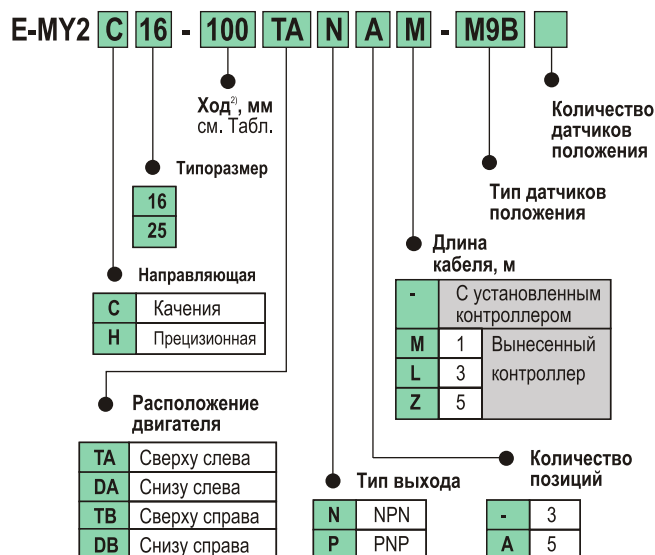 E-MY2 C 16 - 100 TA N A M - M9B
Ход²⁾, мм
см. Табл.
Количество
датчиков
положения
Типоразмер
16
25
Тип датчиков
положения
Длина
кабеля, м
- С установленным
контроллером
M 1 Вынесенный
L 3 контроллер
Z 5
Направляющая
C Качения
H Прецизионная
Расположение
двигателя
TA Сверху слева
DA Снизу слева
TB Сверху справа
DB Снизу справа
Тип выхода
N NPN
P PNP
Количество
позиций
- 3
A 5